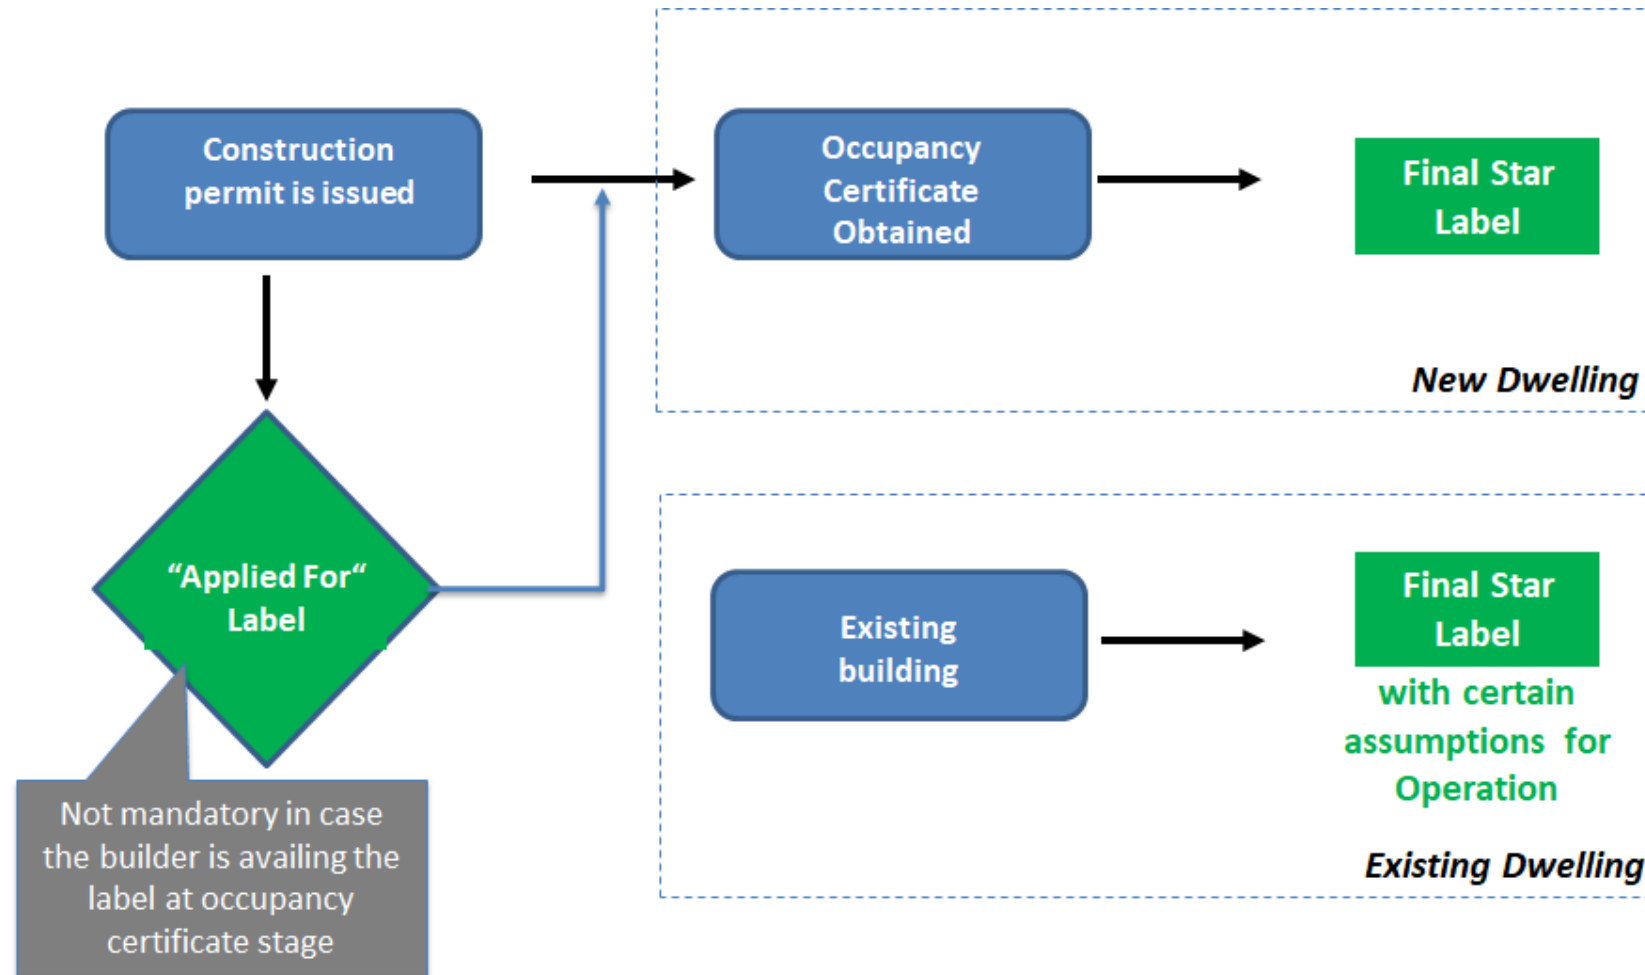 Construction
permit is issued
Occupancy
Certificate
Obtained
Final Star
Label
New Dwelling
“Applied For“
Label
Not mandatory in case
the builder is availing the
label at occupancy
certificate stage
Existing
building
Final Star
Label
with certain
assumptions for
Operation
Existing Dwelling